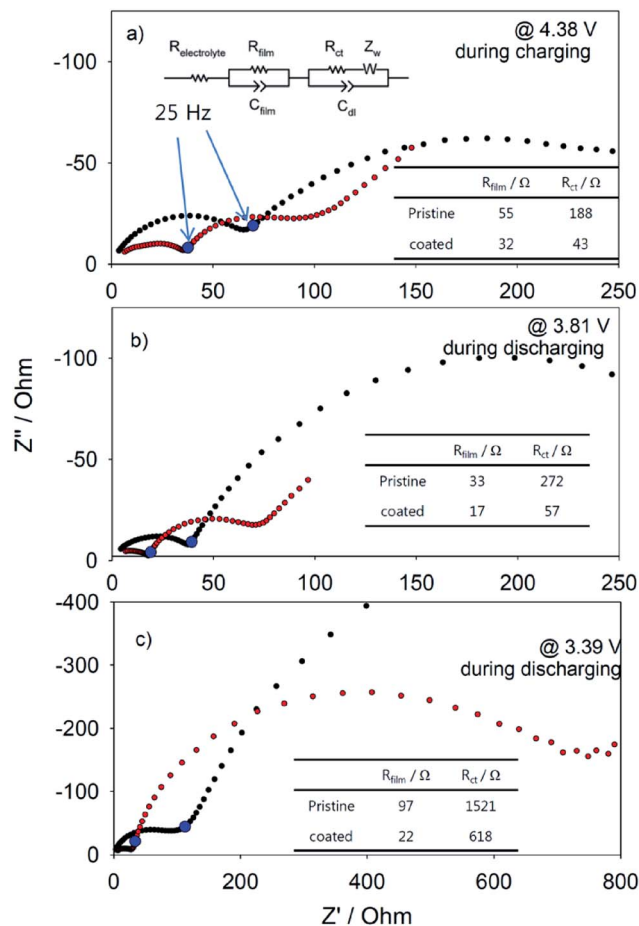 a)
@ 4.38 V
during charging
R_electrolyte R_film R_ct Z_w
C_film C_dl
25 Hz
R_film / Ω R_ct / Ω
Pristine 55 188
coated 32 43
-100
-50
0
0 50 100 150 200 250
b)
@ 3.81 V
during discharging
R_film / Ω R_ct / Ω
Pristine 33 272
coated 17 57
-100
-50
0
0 50 100 150 200 250
Z" / Ohm
c)
@ 3.39 V
during discharging
R_film / Ω R_ct / Ω
Pristine 97 1521
coated 22 618
-400
-300
-200
-100
0
0 200 400 600 800
Z' / Ohm